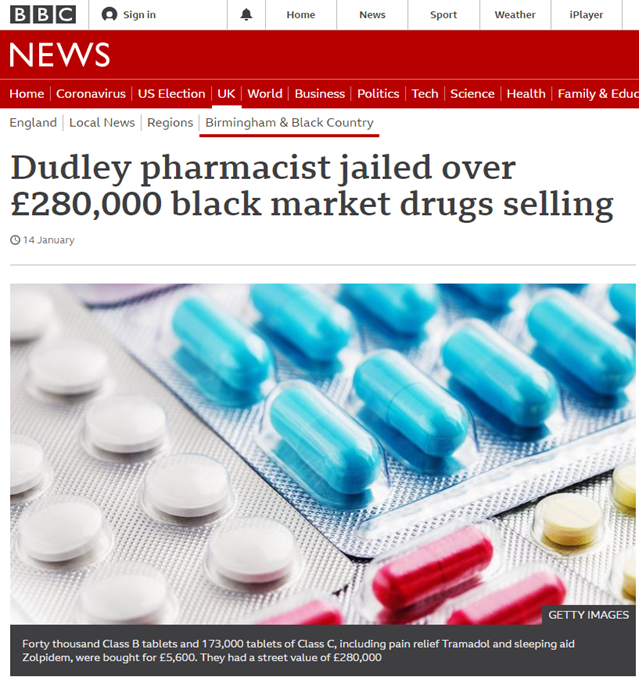 BBC Sign in Home News Sport Weather iPlayer
NEWS
Home Coronavirus US Election UK World Business Politics Tech Science Health Family & Educ
England Local News Regions Birmingham & Black Country
Dudley pharmacist jailed over
£280,000 black market drugs selling
14 January
GETTY IMAGES
Forty thousand Class B tablets and 173,000 tablets of Class C, including pain relief Tramadol and sleeping aid
Zolpidem, were bought for £5,600. They had a street value of £280,000